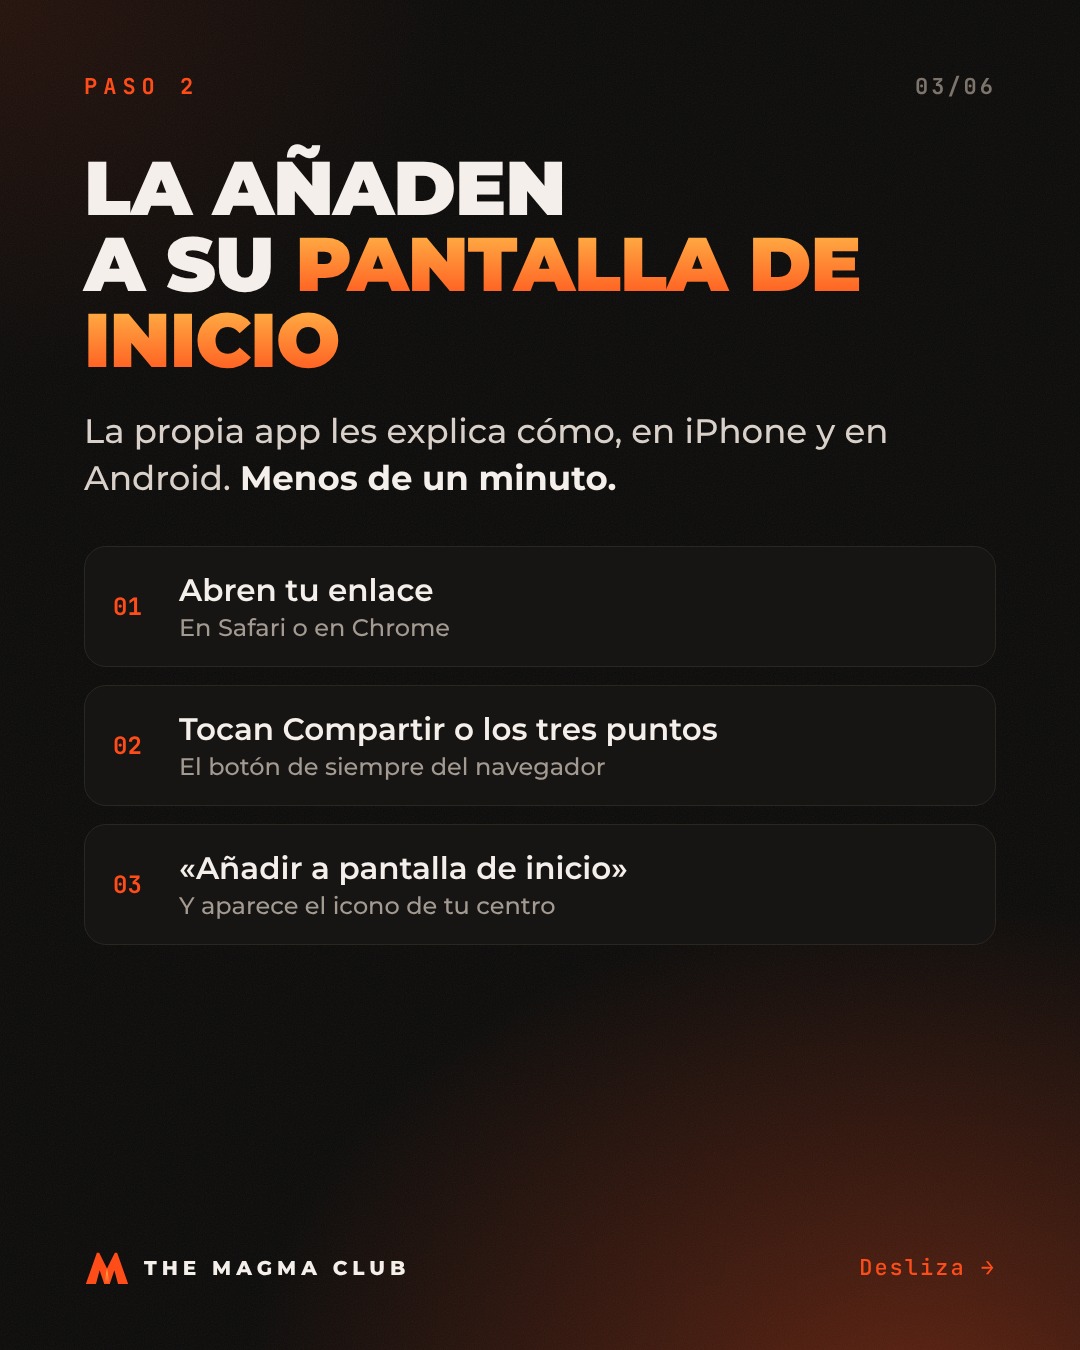 PASO 2
03/06
LA AÑADEN
A SU PANTALLA DE
INICIO
La propia app les explica cómo, en iPhone y en
Android. Menos de un minuto.
01
Abren tu enlace
En Safari o en Chrome
02
Tocan Compartir o los tres puntos
El botón de siempre del navegador
03
«Añadir a pantalla de inicio»
Y aparece el icono de tu centro
THE MAGMA CLUB
Desliza →